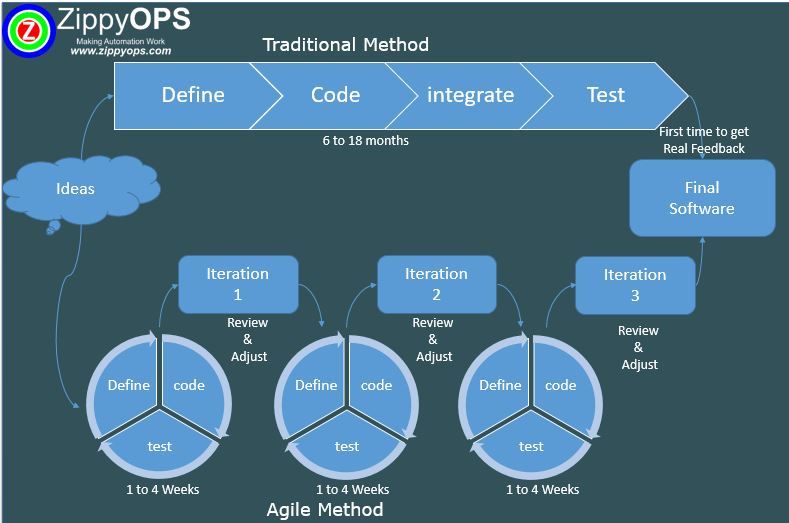 Z
ZippyOPS
Making Automation Work
www.zippyops.com
Traditional Method
Define
Code
integrate
Test
6 to 18 months
First time to get
Real Feedback
Ideas
Final
Software
Iteration
1
Iteration
2
Iteration
3
Review
&
Adjust
Review
&
Adjust
Review
&
Adjust
Define
code
test
Define
code
test
Define
code
test
1 to 4 Weeks
1 to 4 Weeks
1 to 4 Weeks
Agile Method